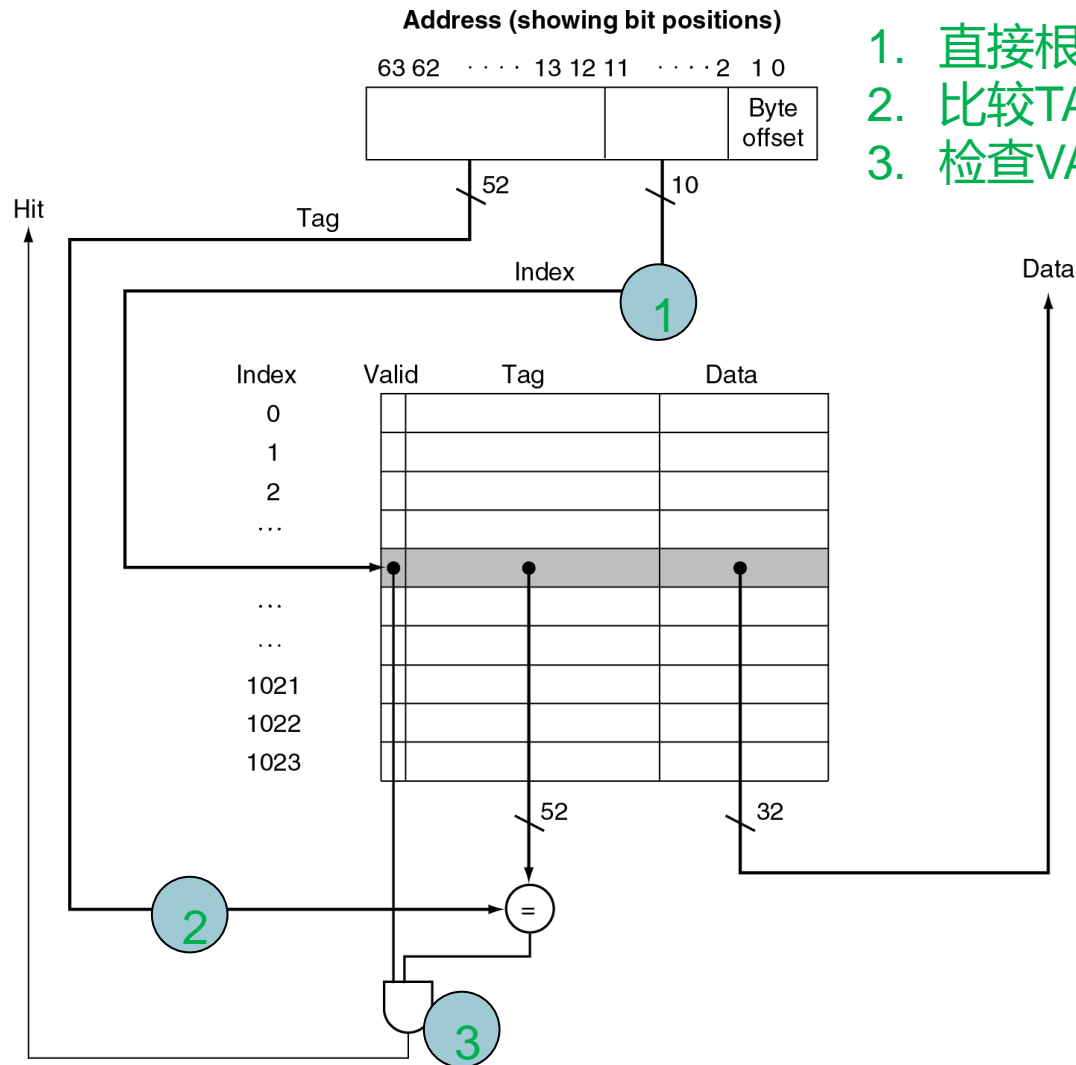 Address (showing bit positions)
63 62 · · · · 13 12 11 · · · · 2 1 0
Byte
offset
1. 直接根
2. 比较TA
3. 检查VA
52
10
Hit
Tag
Index
Data
1
Index Valid Tag Data
0
1
2
...
...
...
1021
1022
1023
52
32
2
=
3